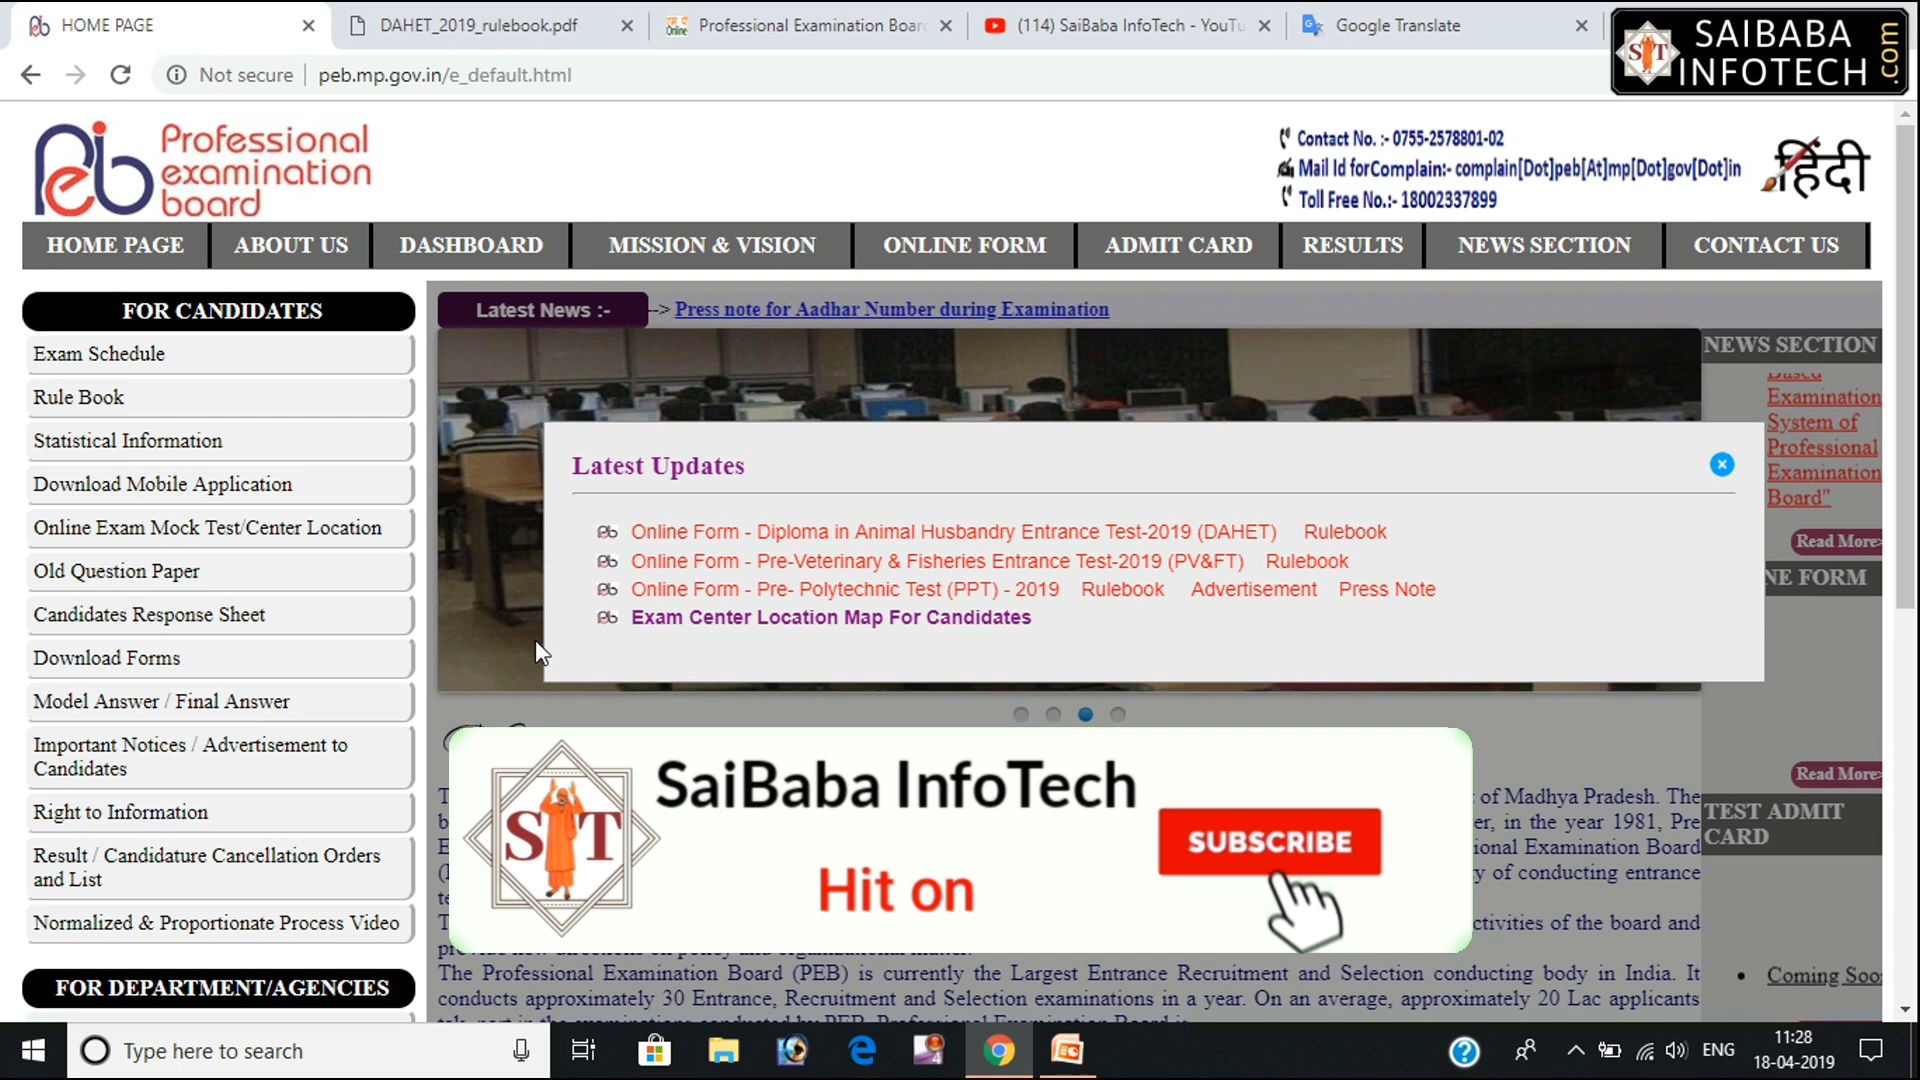 HOME PAGE
DAHET_2019_rulebook.pdf
Professional Examination Boar
(114) SaiBaba InfoTech - YouTu
Google Translate
SAIBABA
INFOTECH
.com
Not secure
peb.mp.gov.in/e_default.html
Peb
Professional
examination
board
Contact No. :- 0755-2578801-02
Mail Id forComplain:- complain[Dot]peb[At]mp[Dot]gov[Dot]in
Toll Free No.:- 18002337899
हिंदी
HOME PAGE
ABOUT US
DASHBOARD
MISSION & VISION
ONLINE FORM
ADMIT CARD
RESULTS
NEWS SECTION
CONTACT US
FOR CANDIDATES
Exam Schedule
Rule Book
Statistical Information
Download Mobile Application
Online Exam Mock Test/Center Location
Old Question Paper
Candidates Response Sheet
Download Forms
Model Answer / Final Answer
Important Notices / Advertisement to
Candidates
Right to Information
Result / Candidature Cancellation Orders
and List
Normalized & Proportionate Process Video
FOR DEPARTMENT/AGENCIES
Latest News :-
--> Press note for Aadhar Number during Examination
NEWS SECTION
Based
Examination
System of
Professional
Examination
Board"
Read More>
NE FORM
Read More>
TEST ADMIT
CARD
Coming Soo
Latest Updates
Online Form - Diploma in Animal Husbandry Entrance Test-2019 (DAHET) Rulebook
Online Form - Pre-Veterinary & Fisheries Entrance Test-2019 (PV&FT) Rulebook
Online Form - Pre- Polytechnic Test (PPT) - 2019 Rulebook Advertisement Press Note
Exam Center Location Map For Candidates
SIT
SaiBaba InfoTech
Hit on
SUBSCRIBE
t of Madhya Pradesh. The
er, in the year 1981, Pre
ional Examination Board
y of conducting entrance
ctivities of the board and
The Professional Examination Board (PEB) is currently the Largest Entrance Recruitment and Selection conducting body in India. It
conducts approximately 30 Entrance, Recruitment and Selection examinations in a year. On an average, approximately 20 Lac applicants
Type here to search
ENG
11:28
18-04-2019